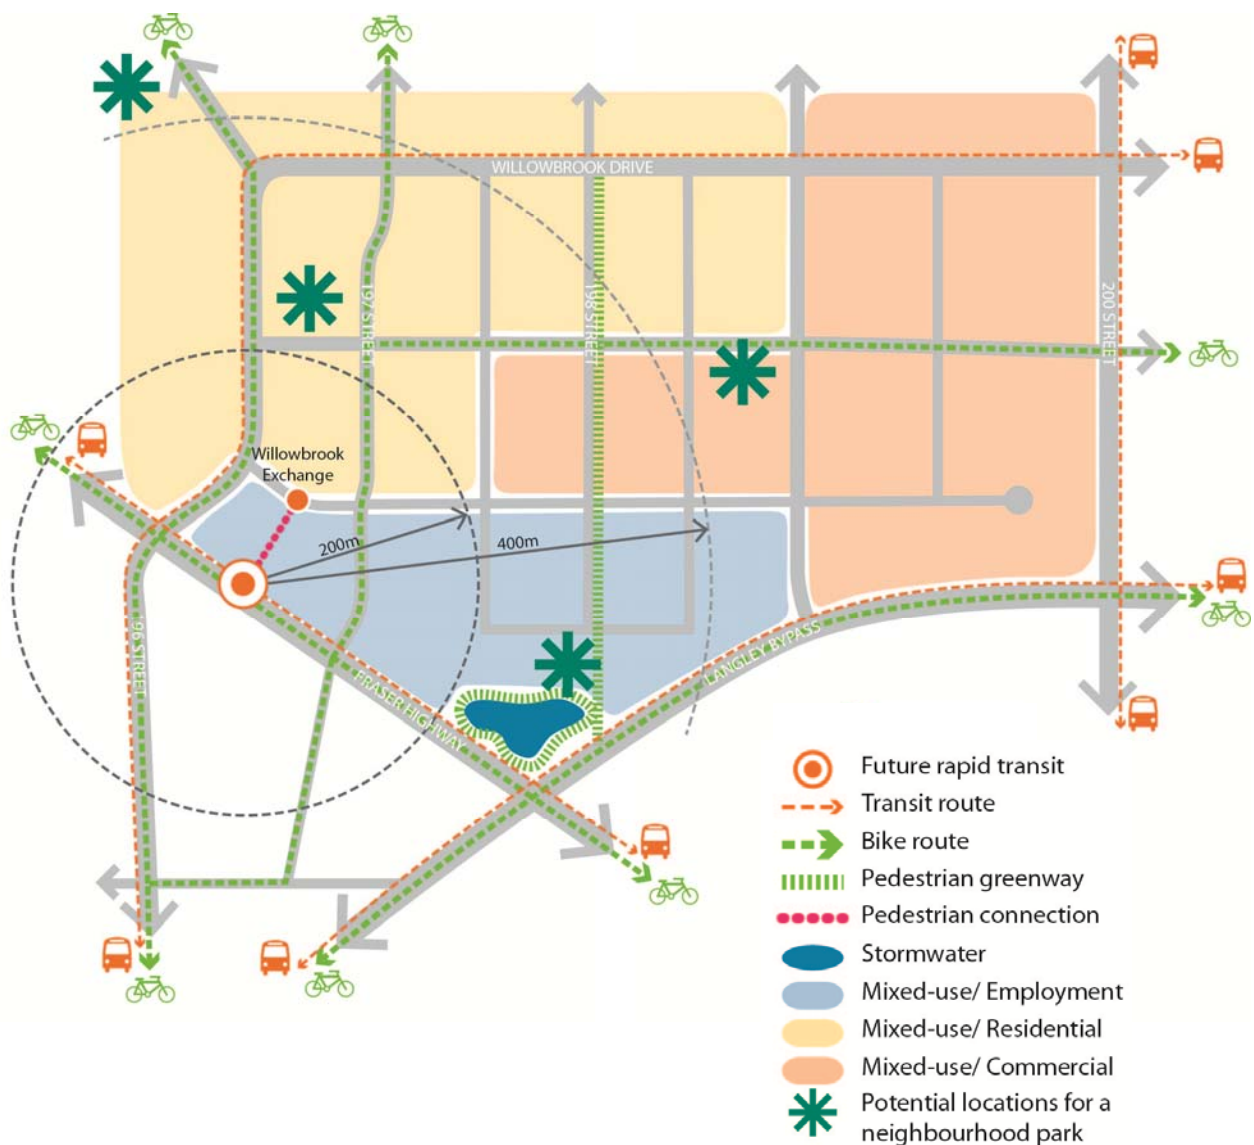 WILLOWBROOK DRIVE
197 STREET
198 STREET
200 STREET
Willowbrook
Exchange
200m
400m
196 STREET
FRASER HIGHWAY
LANGLEY BYPASS
Future rapid transit
Transit route
Bike route
Pedestrian greenway
Pedestrian connection
Stormwater
Mixed-use/ Employment
Mixed-use/ Residential
Mixed-use/ Commercial
Potential locations for a
neighbourhood park